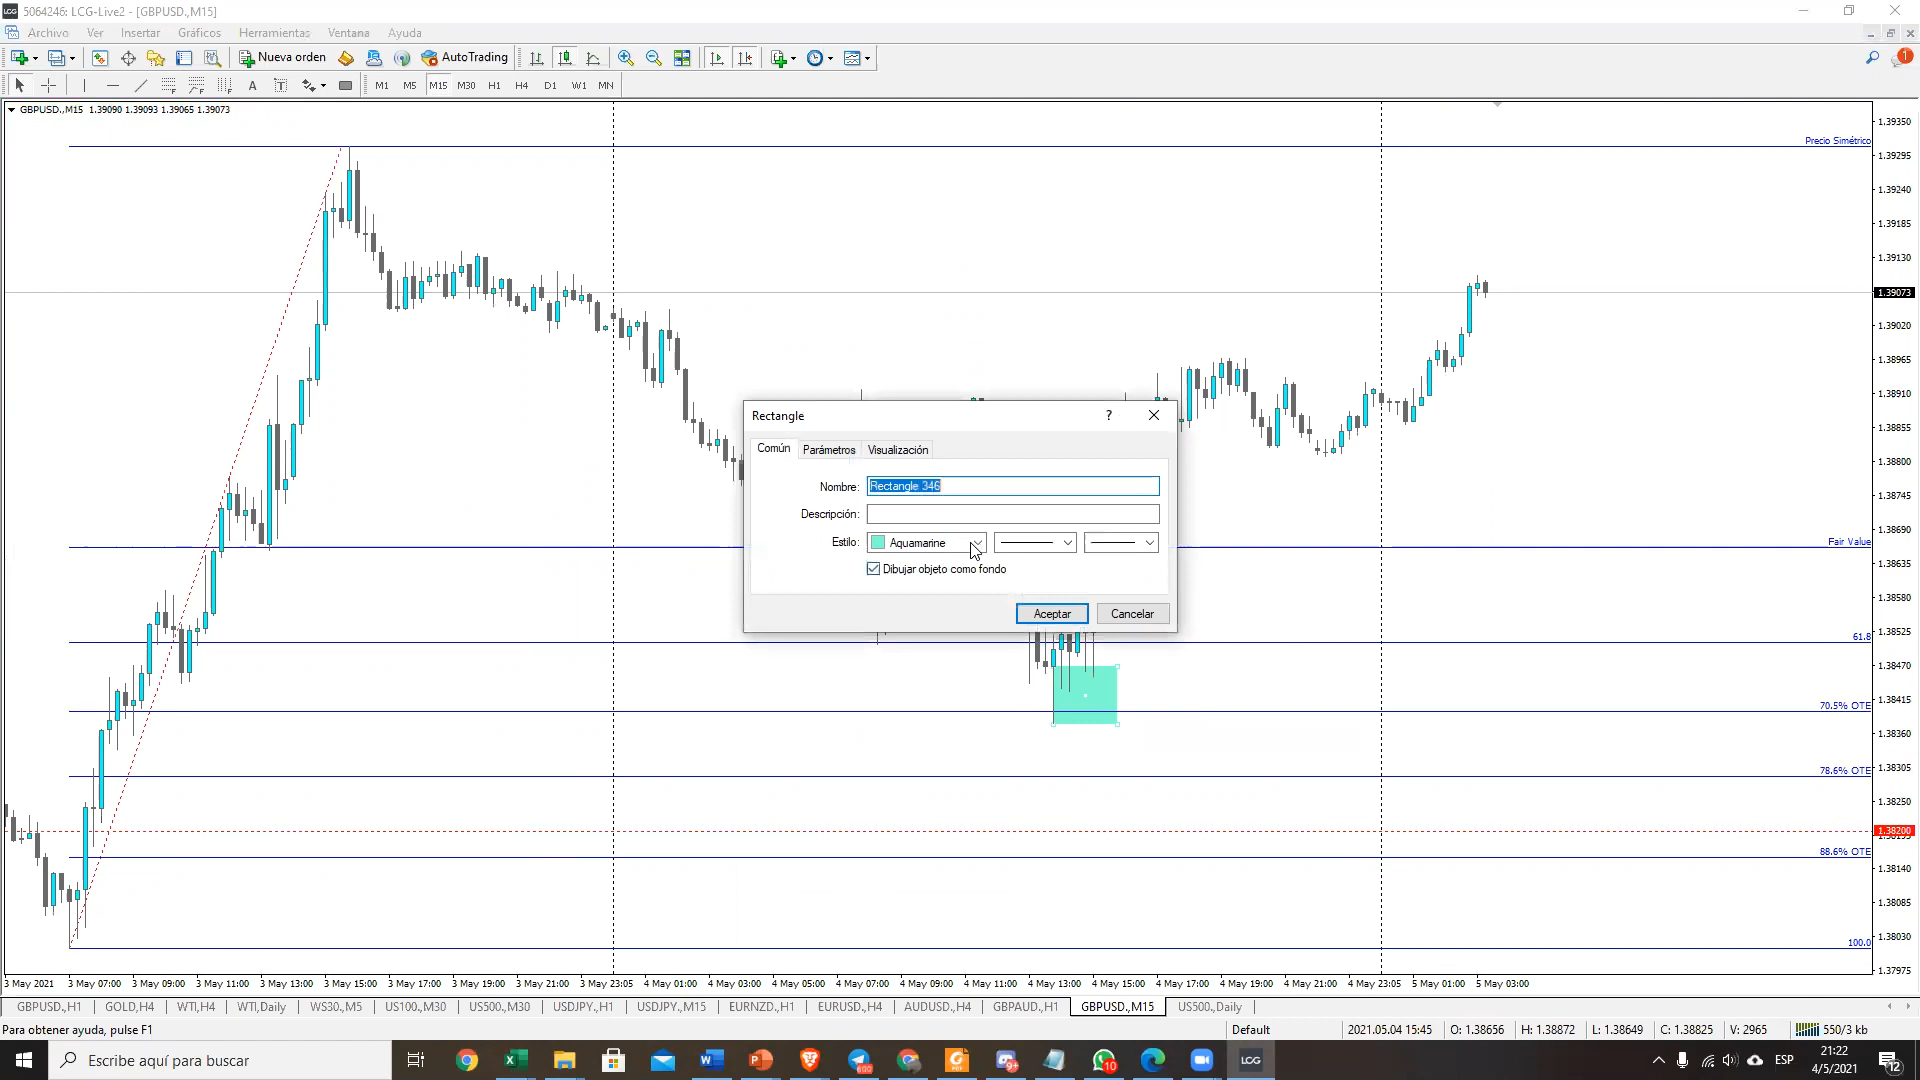 5064246: LCG-Live2 - [GBPUSD.,M15]
Archivo Ver Insertar Gráficos Herramientas Ventana Ayuda
Nueva orden AutoTrading 1
A T M1 M5 M15 M30 H1 H4 D1 W1 MN
GBPUSD.,M15 1.39090 1.39093 1.39065 1.39073
1.39350
Precio Simétrico
1.39295
1.39240
1.39185
1.39130
1.39073
1.39020
1.38965
1.38910
1.38855
1.38800
1.38745
1.38690
Fair Value
1.38635
1.38580
1.38525
61.8
1.38470
1.38415
70.5% OTE
1.38360
1.38305
78.6% OTE
1.38250
1.38200
88.6% OTE
1.38140
1.38085
1.38030
100.0
1.37975
Rectangle ?
Común Parámetros Visualización
Nombre: Rectangle 346
Descripción:
Estilo: Aquamarine
Dibujar objeto como fondo
Aceptar Cancelar
3 May 2021 3 May 07:00 3 May 09:00 3 May 11:00 3 May 13:00 3 May 15:00 3 May 17:00 3 May 19:00 3 May 21:00 3 May 23:05 4 May 01:00 4 May 03:00 4 May 05:00 4 May 07:00 4 May 09:00 4 May 11:00 4 May 13:00 4 May 15:00 4 May 17:00 4 May 19:00 4 May 21:00 4 May 23:05 5 May 01:00 5 May 03:00
GBPUSD.,H1 GOLD,H4 WTI,H4 WTI,Daily WS30.,M5 US100.,M30 US500.,M30 USDJPY.,H1 USDJPY.,M15 EURNZD.,H1 EURUSD.,H4 AUDUSD.,H4 GBPAUD.,H1 GBPUSD.,M15 US500.,Daily
Para obtener ayuda, pulse F1 Default 2021.05.04 15:45 O: 1.38656 H: 1.38872 L: 1.38649 C: 1.38825 V: 2965 550/3 kb
Escribe aquí para buscar LCG ESP 21:22
4/5/2021 12